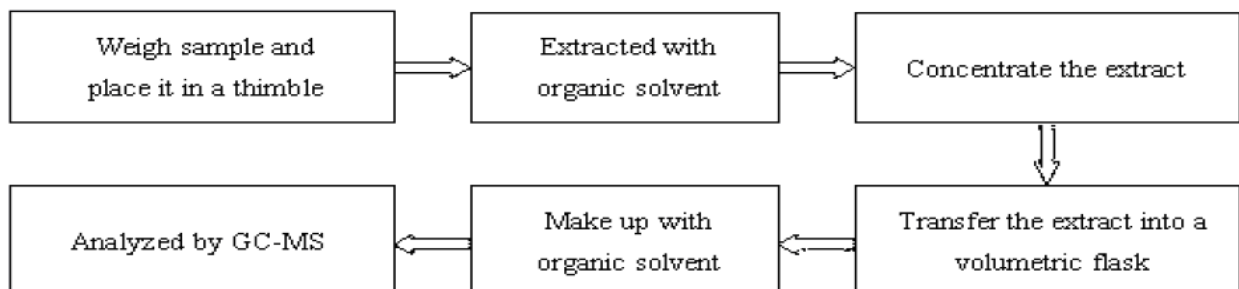 Weigh sample and
place it in a thimble
Extracted with
organic solvent
Concentrate the extract
Transfer the extract into a
volumetric flask
Make up with
organic solvent
Analyzed by GC-MS